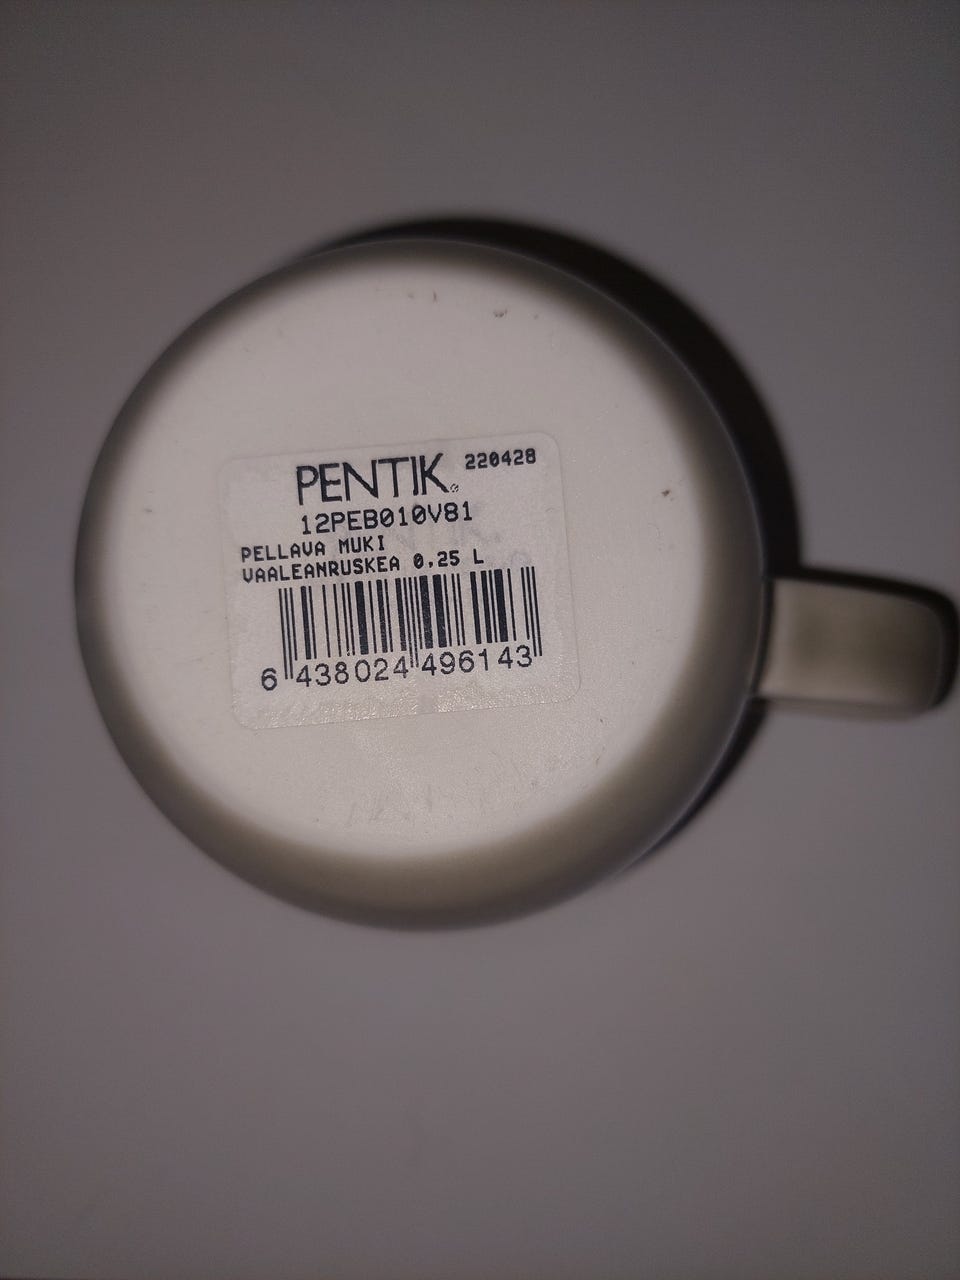 PENTIK® 220428
12PEB010V81
PELLAVA MUKI
VAALEANRUSKEA 0,25 L
6 438024 496143